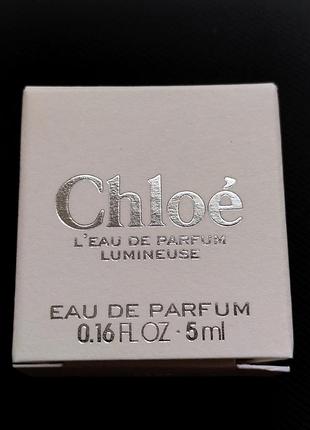 Chloé
L'EAU DE PARFUM
LUMINEUSE
EAU DE PARFUM
0.16 FL OZ · 5 ml